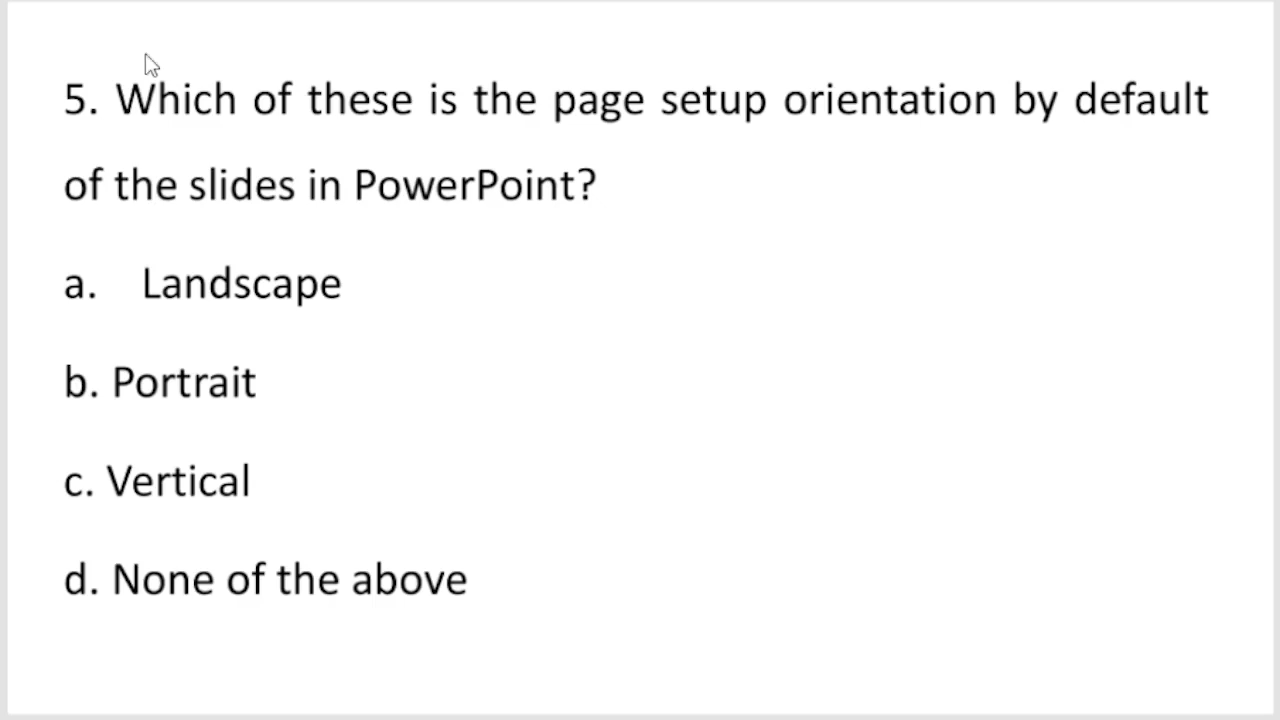 5. Which of these is the page setup orientation by default
of the slides in PowerPoint?
a. Landscape
b. Portrait
c. Vertical
d. None of the above